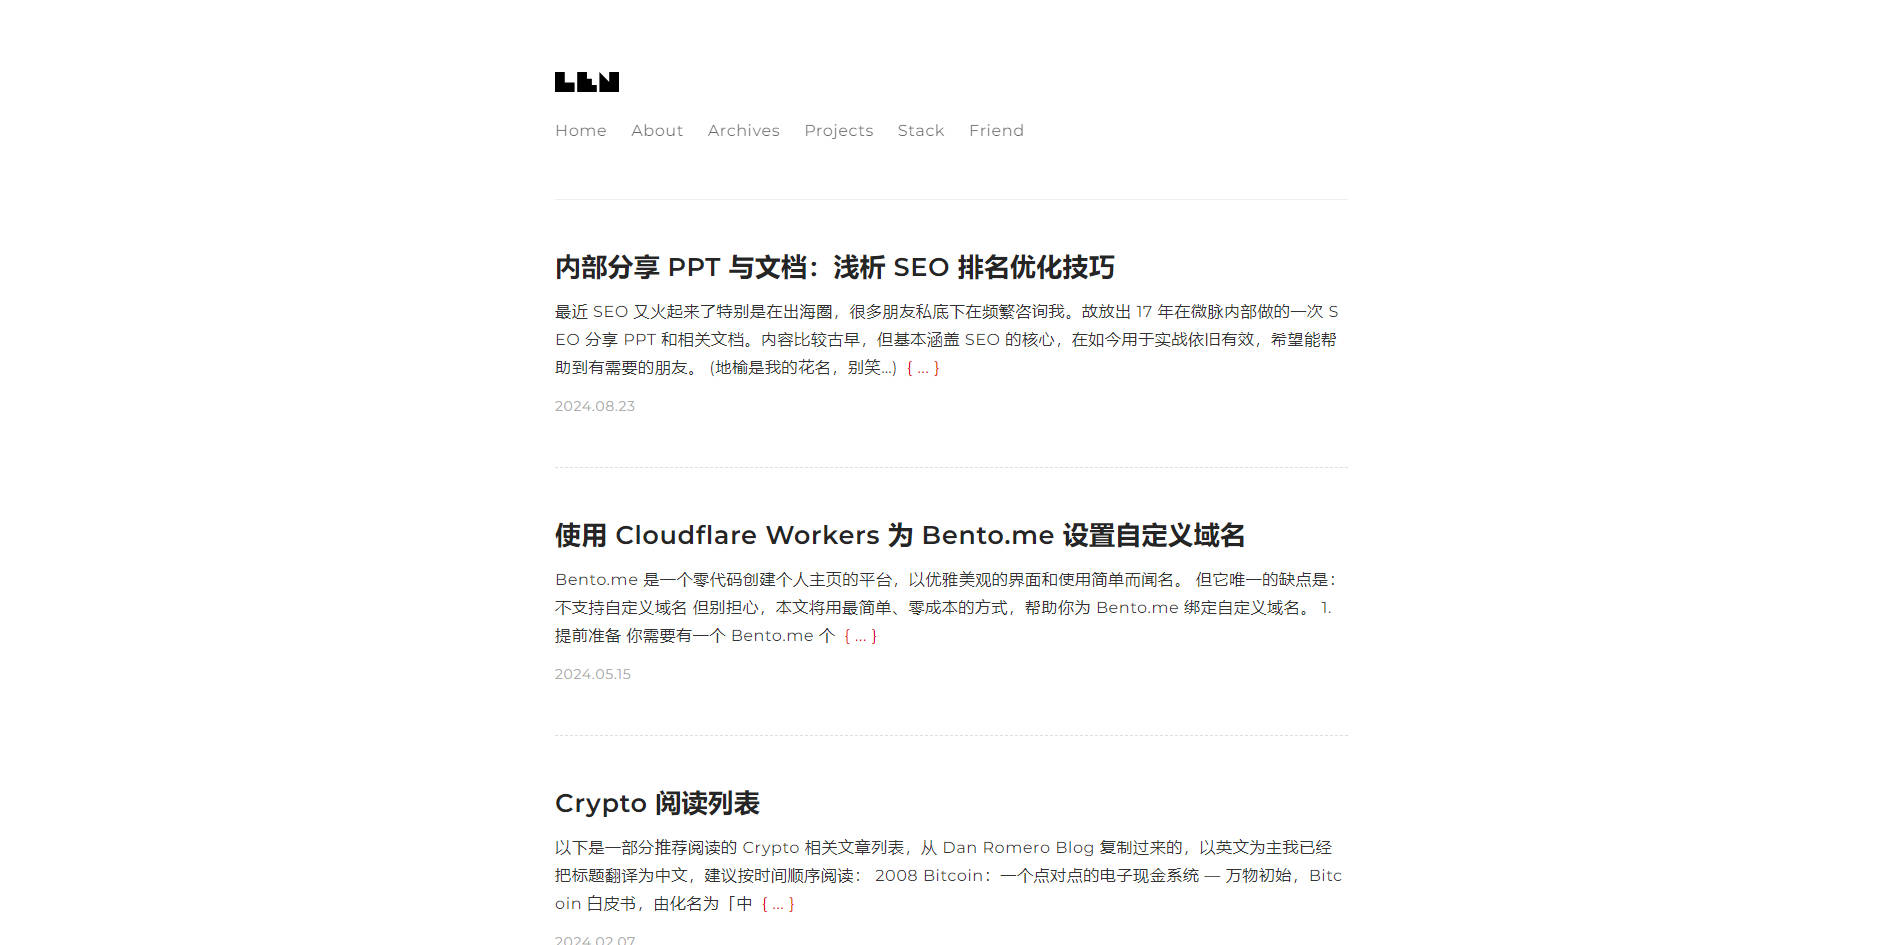 LEN
Home About Archives Projects Stack Friend
内部分享 PPT 与文档：浅析 SEO 排名优化技巧
最近 SEO 又火起来了特别是在出海圈，很多朋友私底下在频繁咨询我。故放出 17 年在微脉内部做的一次 S
EO 分享 PPT 和相关文档。内容比较古早，但基本涵盖 SEO 的核心，在如今用于实战依旧有效，希望能帮
助到有需要的朋友。 (地榆是我的花名，别笑...) { ... }
2024.08.23
使用 Cloudflare Workers 为 Bento.me 设置自定义域名
Bento.me 是一个零代码创建个人主页的平台，以优雅美观的界面和使用简单而闻名。 但它唯一的缺点是：
不支持自定义域名 但别担心，本文将用最简单、零成本的方式，帮助你为 Bento.me 绑定自定义域名。 1.
提前准备 你需要有一个 Bento.me 个 { ... }
2024.05.15
Crypto 阅读列表
以下是一部分推荐阅读的 Crypto 相关文章列表，从 Dan Romero Blog 复制过来的，以英文为主我已经
把标题翻译为中文，建议按时间顺序阅读： 2008 Bitcoin：一个点对点的电子现金系统 — 万物初始，Bitc
oin 白皮书，由化名为「中 { ... }
2024.02.07